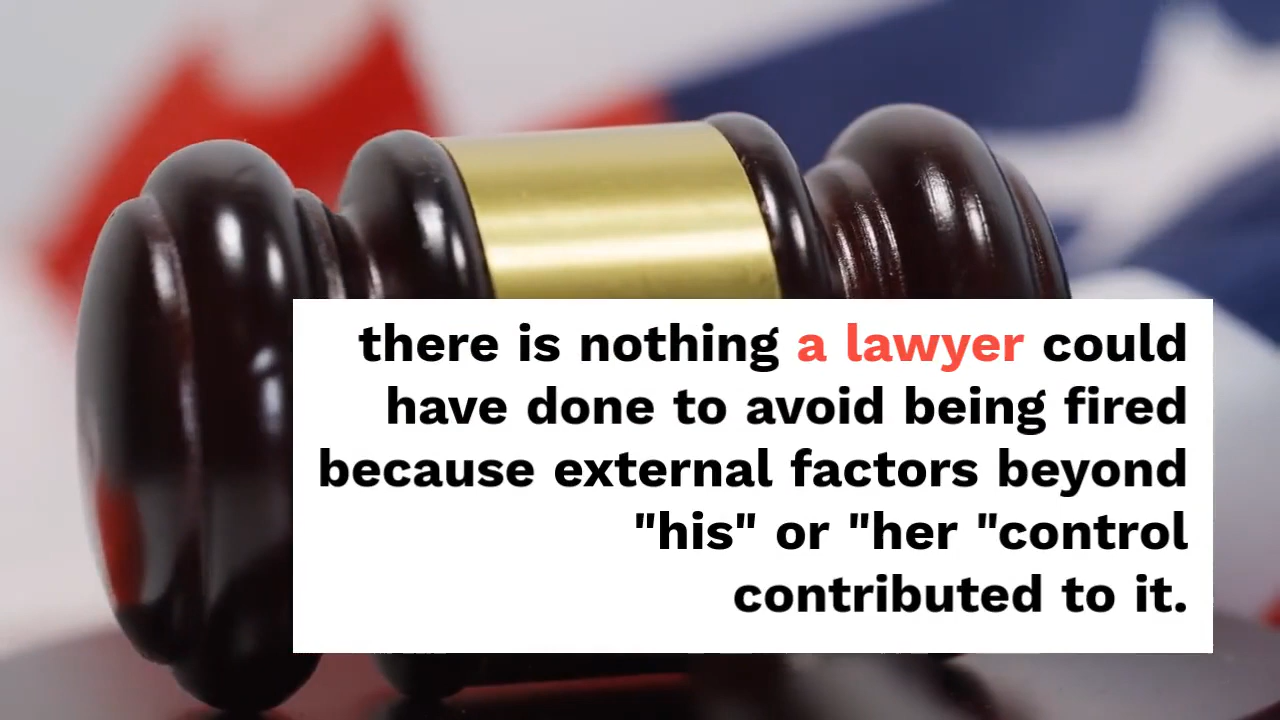 there is nothing a lawyer could
have done to avoid being fired
because external factors beyond
"his" or "her "control
contributed to it.